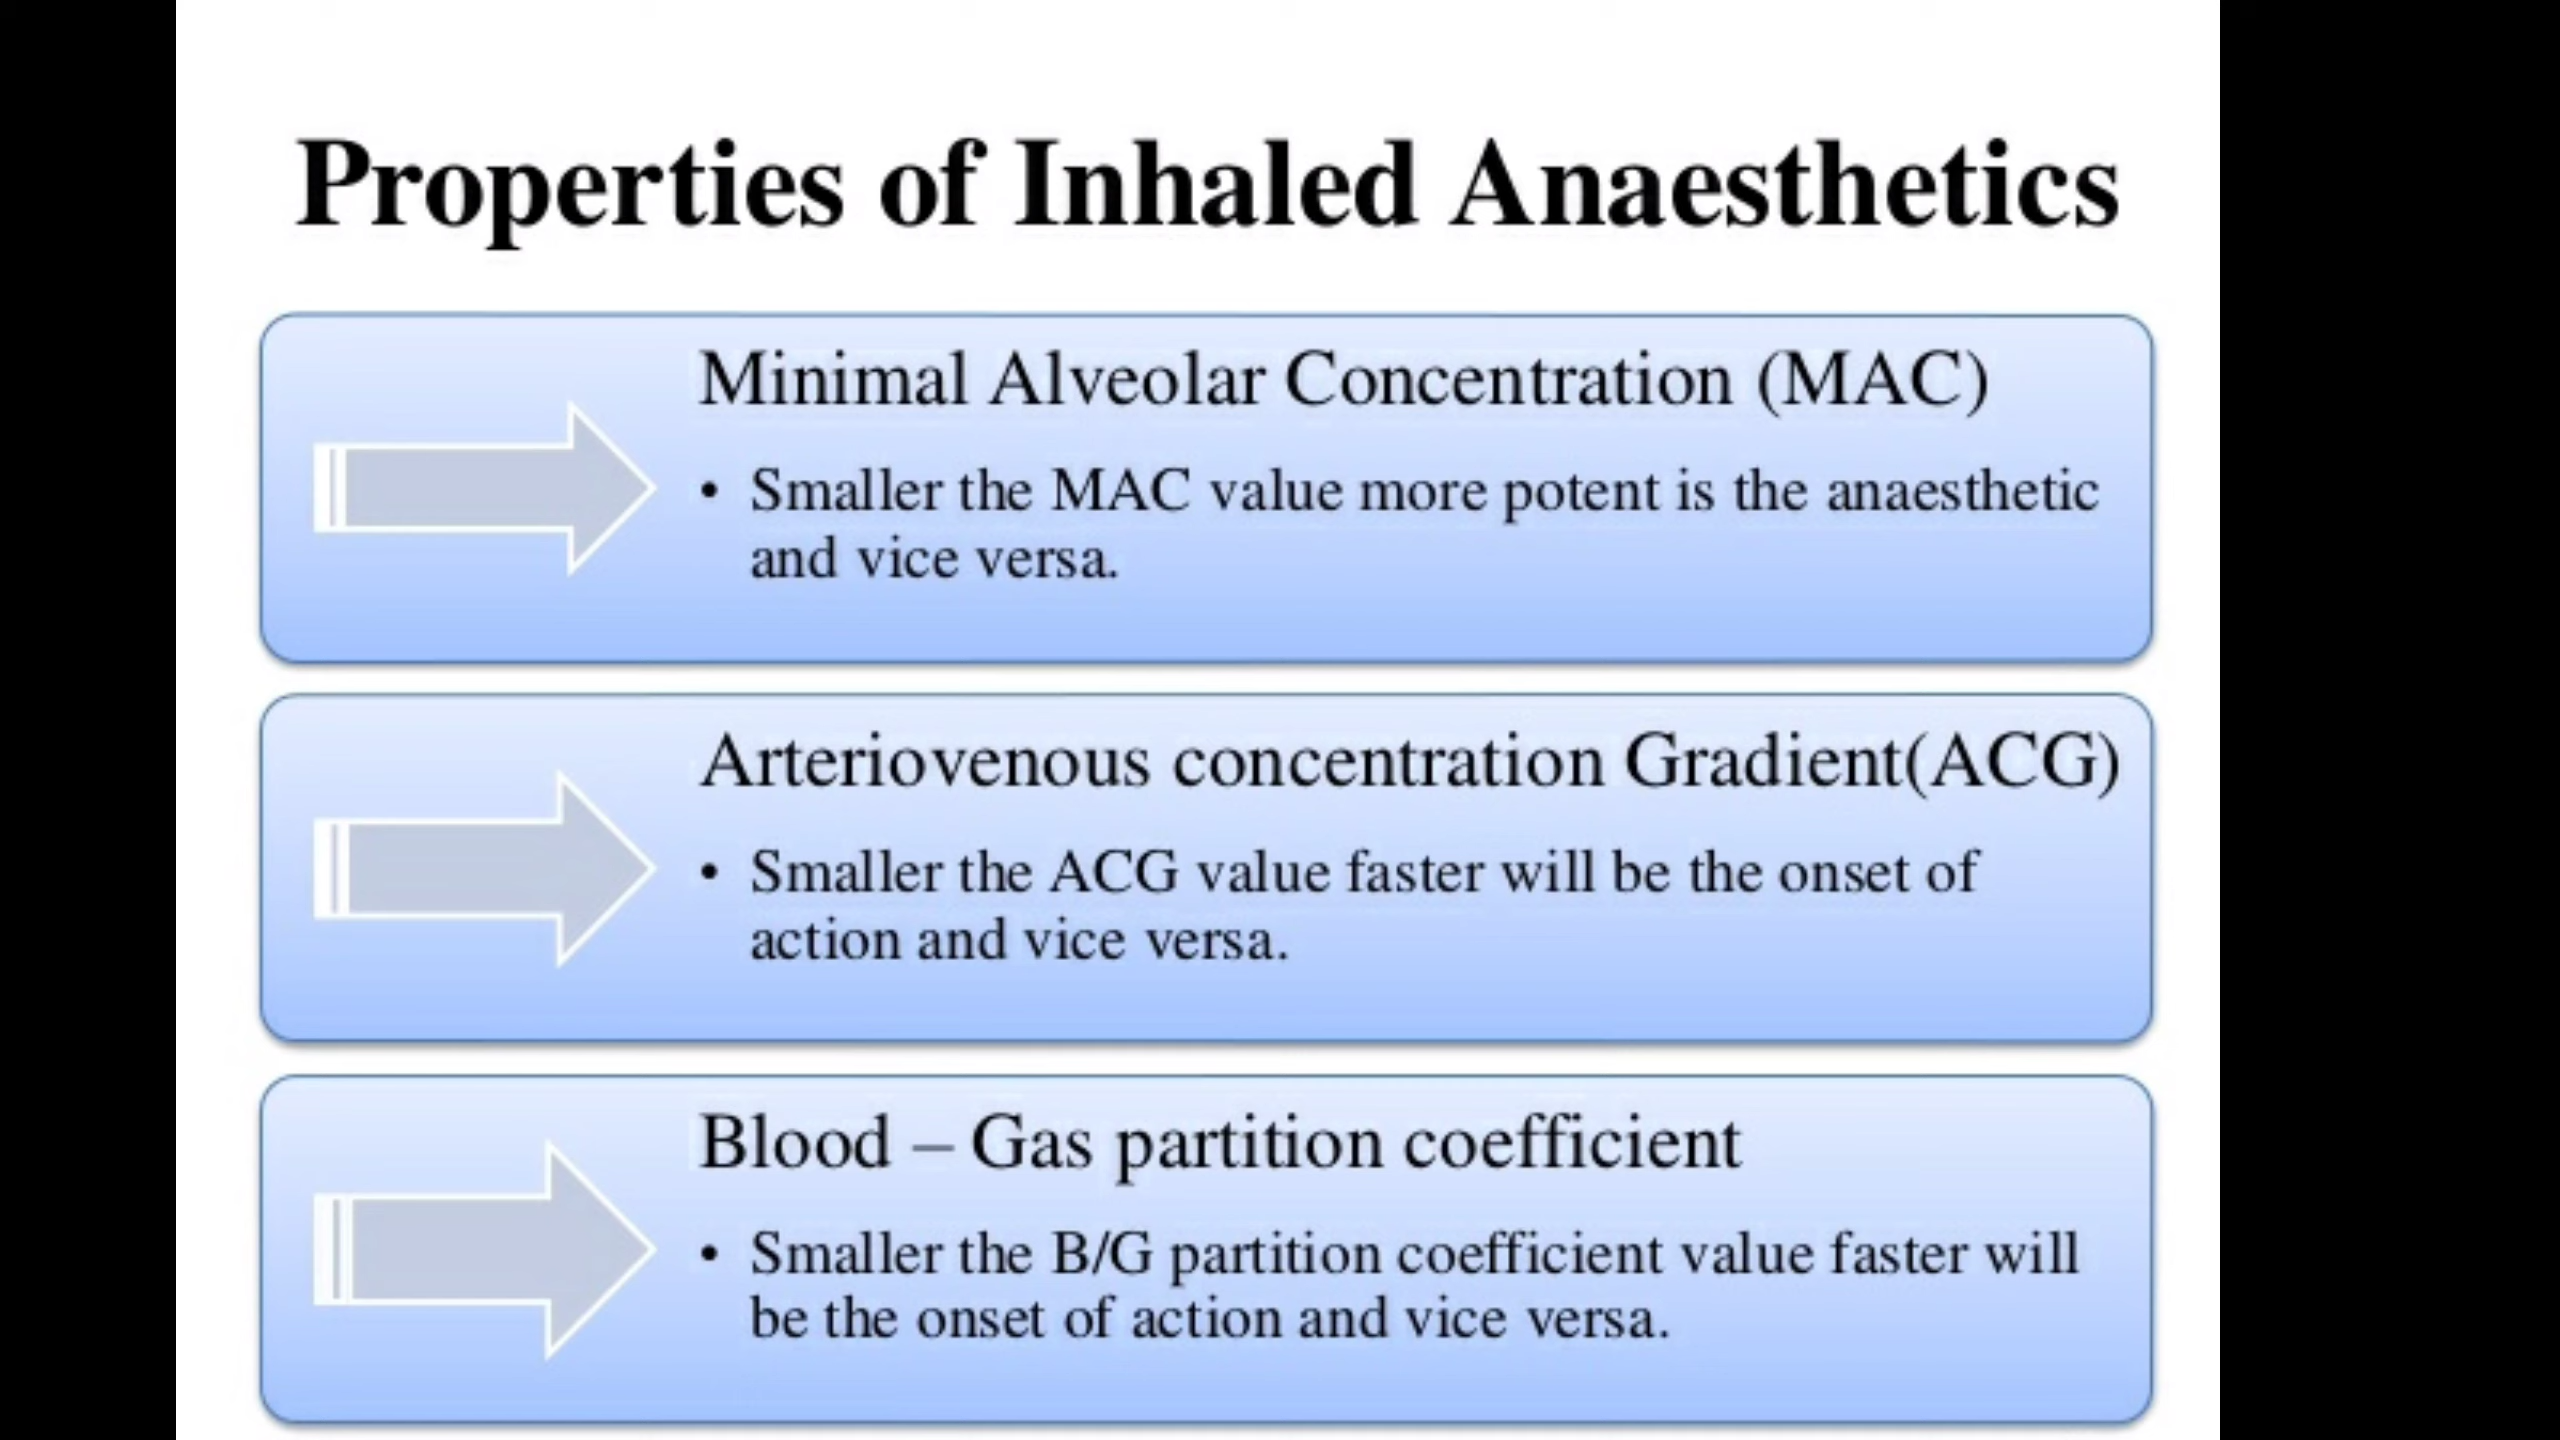 Properties of Inhaled Anaesthetics
Minimal Alveolar Concentration (MAC)
• Smaller the MAC value more potent is the anaesthetic
and vice versa.
Arteriovenous concentration Gradient(ACG)
• Smaller the ACG value faster will be the onset of
action and vice versa.
Blood – Gas partition coefficient
• Smaller the B/G partition coefficient value faster will
be the onset of action and vice versa.